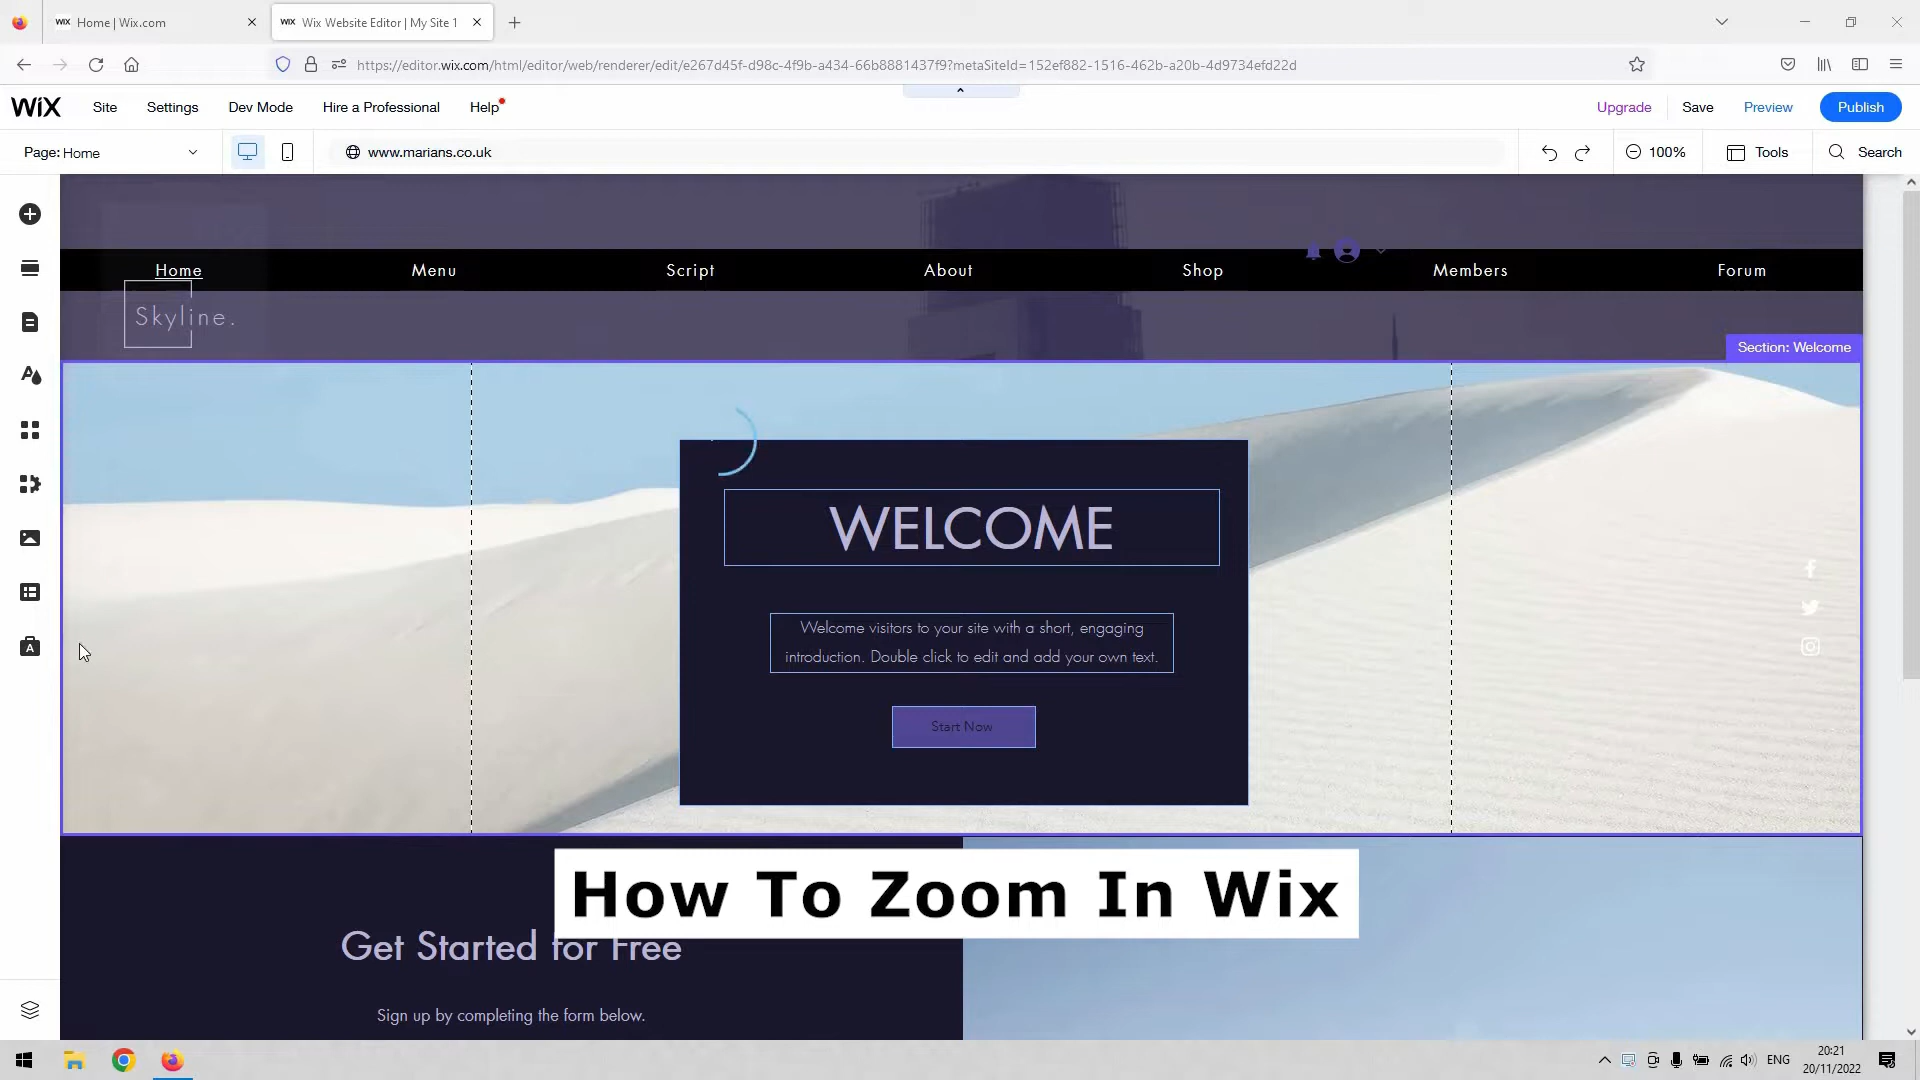 WiX Home | Wix.com
WiX Wix Website Editor | My Site 1
https://editor.wix.com/html/editor/web/renderer/edit/e267d45f-d98c-4f9b-a434-66b8881437f9?metaSiteId=152ef882-1516-462b-a20b-4d9734efd22d
WiX Site Settings Dev Mode Hire a Professional Help Upgrade Save Preview Publish
Page: Home www.marians.co.uk 100% Tools Search
Home Menu Script About Shop Members Forum
Skyline.
Section: Welcome
WELCOME
Welcome visitors to your site with a short, engaging
introduction. Double click to edit and add your own text.
Start Now
How To Zoom In Wix
Get Started for Free
Sign up by completing the form below.
ENG
20:21
20/11/2022